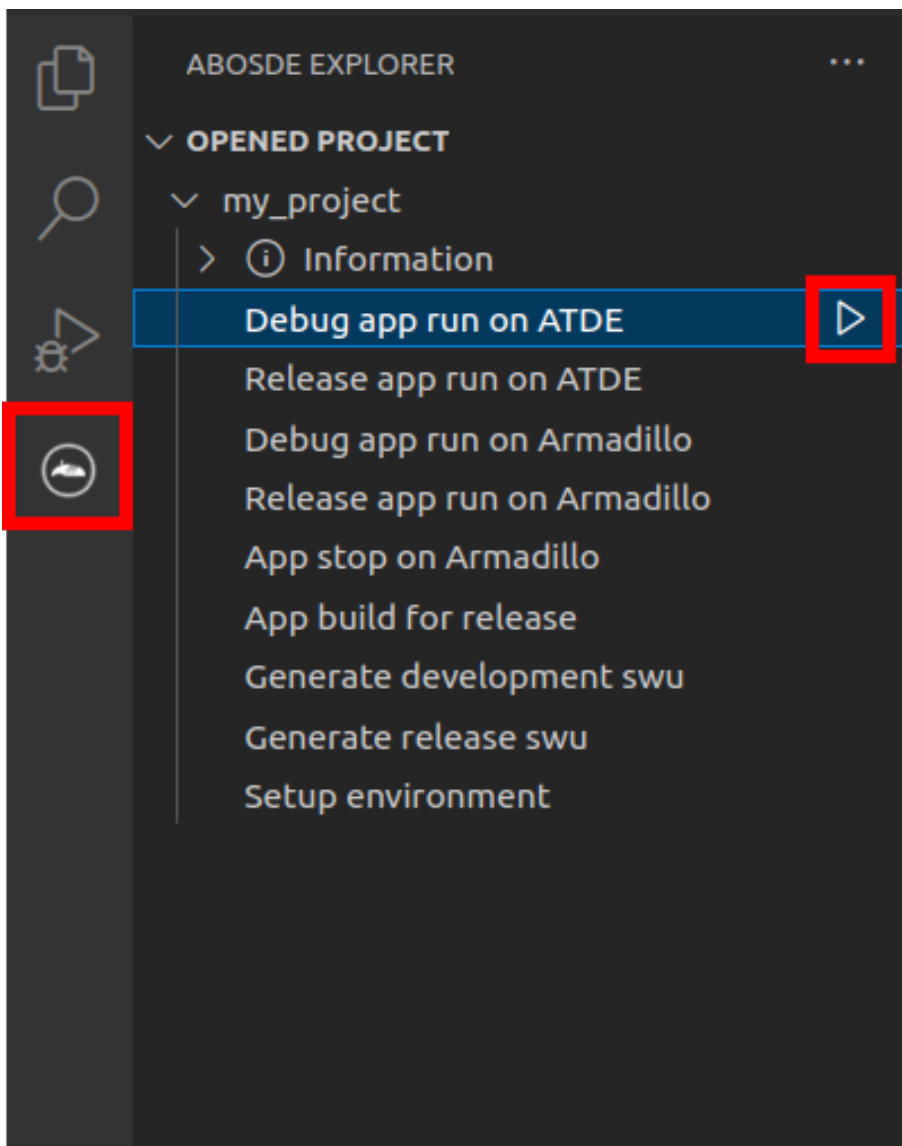 ABOSDE EXPLORER
OPENED PROJECT
my_project
Information
Debug app run on ATDE
Release app run on ATDE
Debug app run on Armadillo
Release app run on Armadillo
App stop on Armadillo
App build for release
Generate development swu
Generate release swu
Setup environment